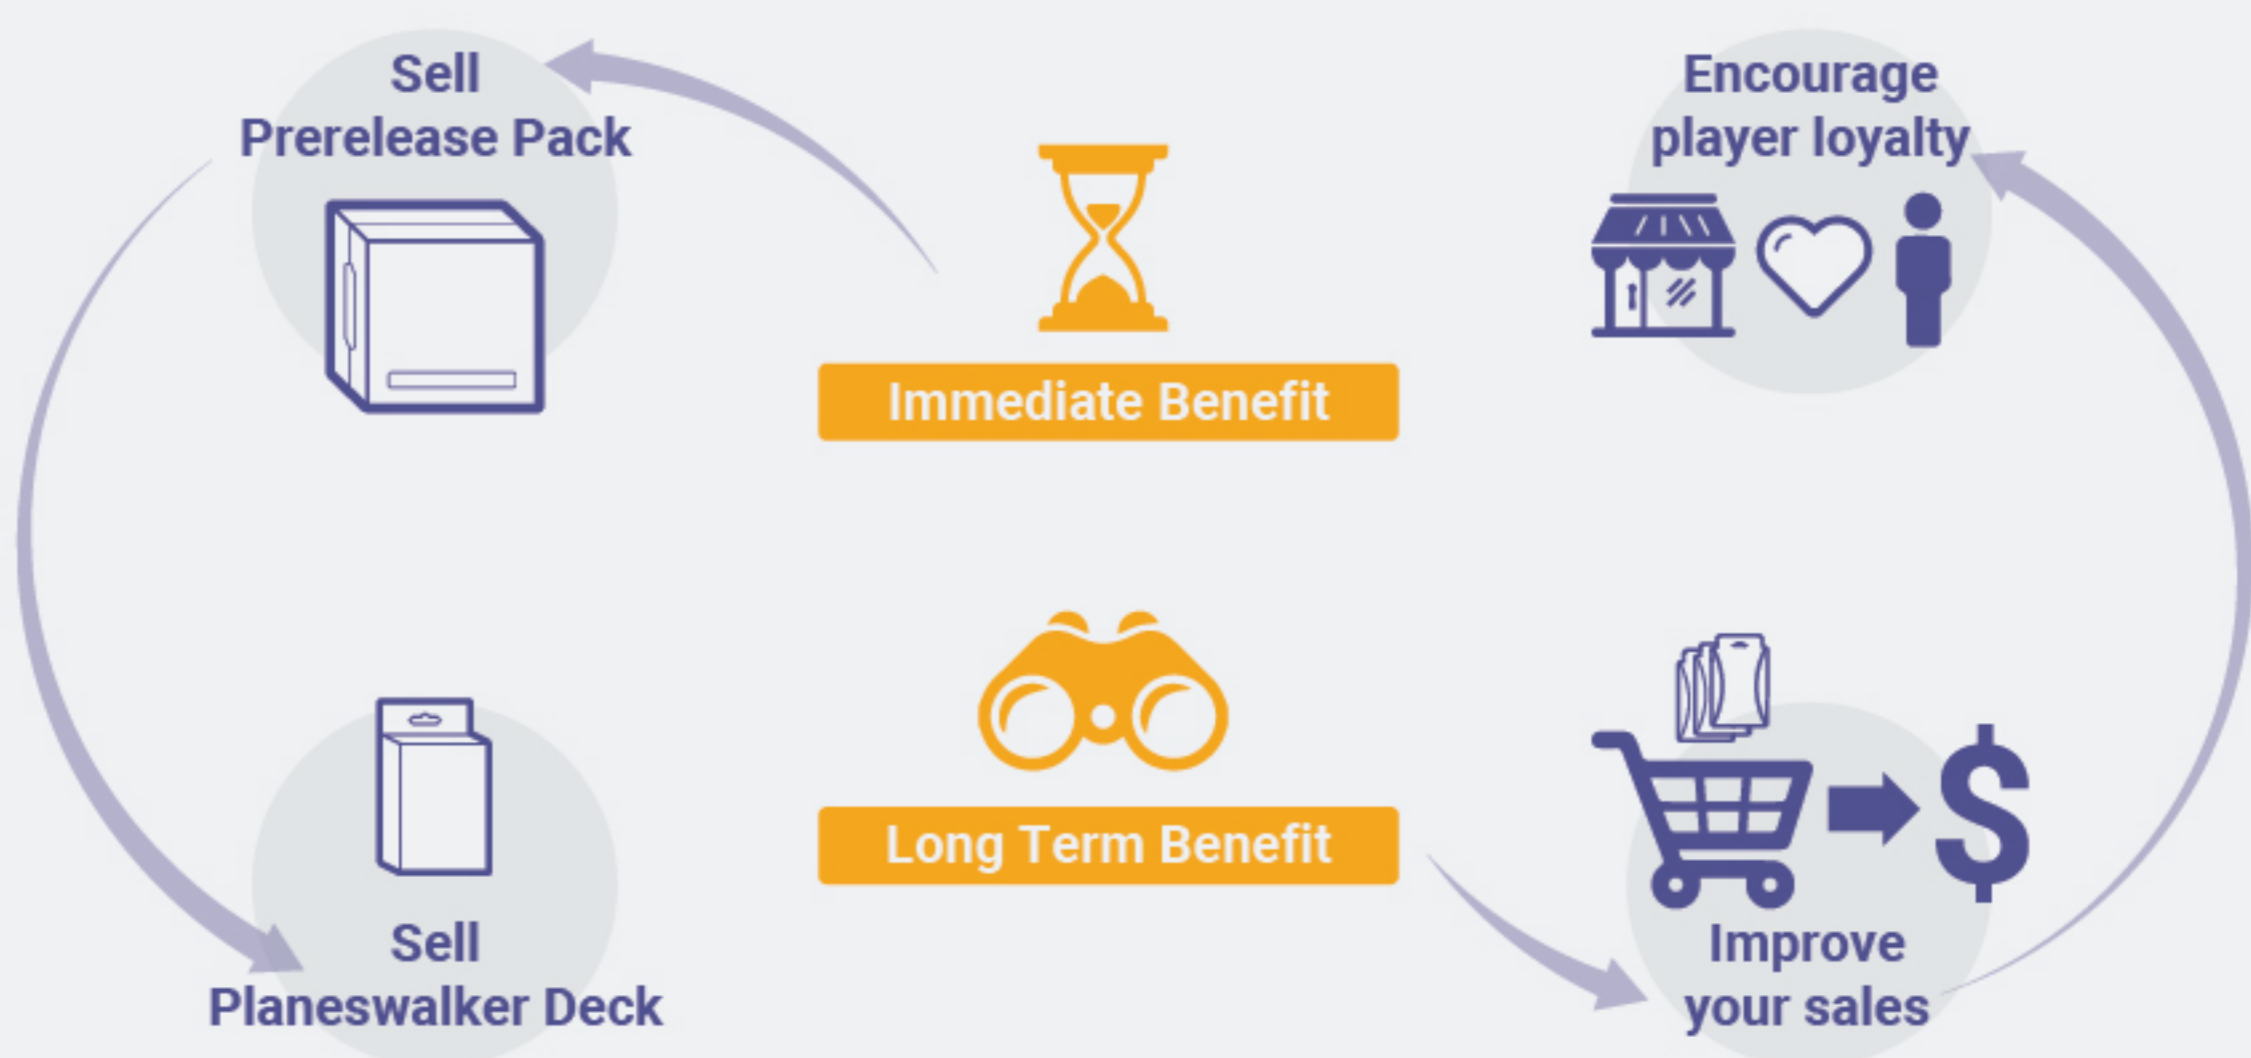 Sell
Prerelease Pack
Immediate Benefit
Encourage
player loyalty
Sell
Planeswalker Deck
Long Term Benefit
$
Improve
your sales